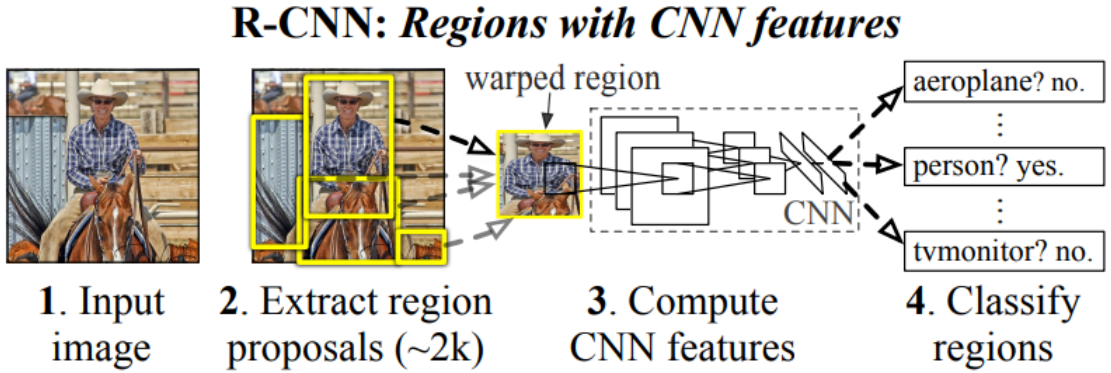 R-CNN: Regions with CNN features
warped region
aeroplane? no.
⋮
person? yes.
⋮
tvmonitor? no.
CNN
1. Input
image
2. Extract region
proposals (~2k)
3. Compute
CNN features
4. Classify
regions